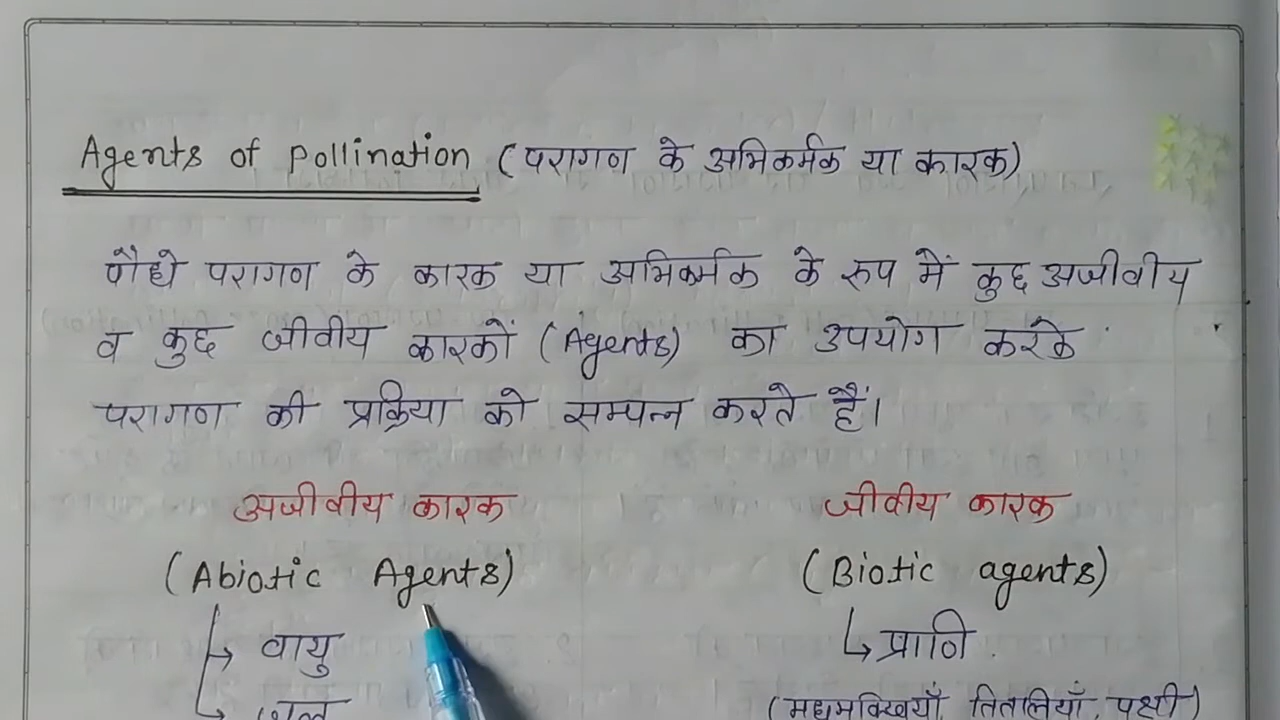 Agents of Pollination (परागण के अभिकर्मक या कारक)
पौधे परागण के कारक या अभिकर्मक के रुप में कुछ अजीवीय
व कुछ जीवीय कारकों (Agents) का उपयोग करके
परागण की प्रक्रिया को सम्पन्न करते हैं।
अजीवीय कारक
(Abiotic Agents)
वायु
जल
जीवीय कारक
(Biotic agents)
प्राणि
(मधुमक्खियाँ, तितलियाँ, पक्षी)